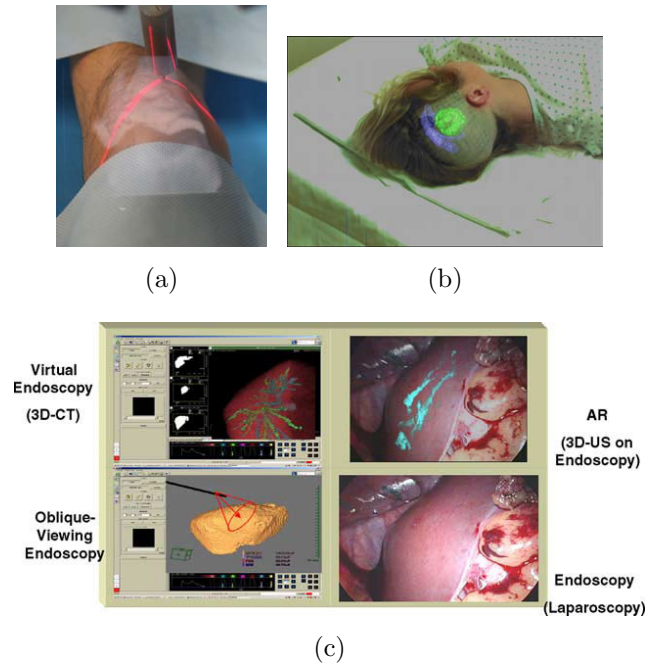 (a)
(b)
Virtual
Endoscopy
(3D-CT)
AR
(3D-US on
Endoscopy)
Oblique-
Viewing
Endoscopy
Endoscopy
(Laparoscopy)
(c)